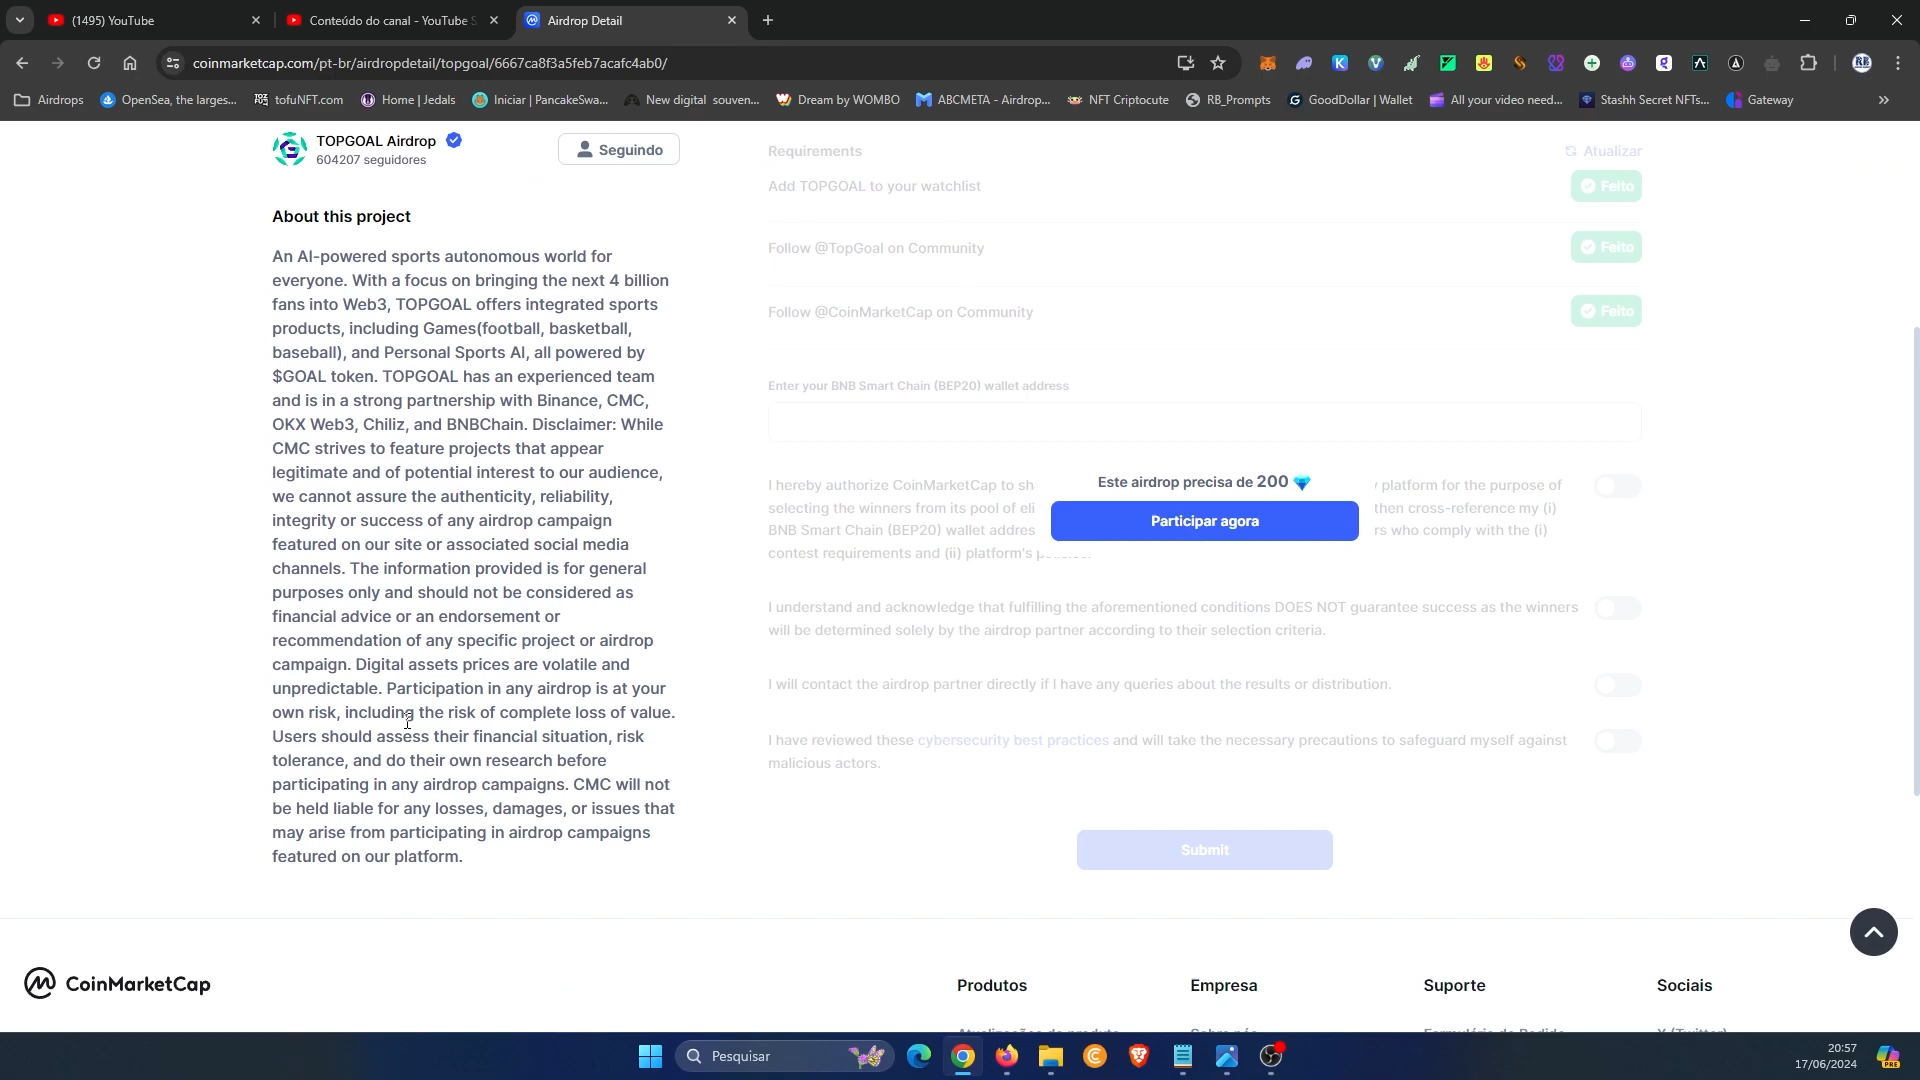 (1495) YouTube
Conteúdo do canal - YouTube S
Airdrop Detail
coinmarketcap.com/pt-br/airdropdetail/topgoal/6667ca8f3a5feb7acafc4ab0/
Airdrops
OpenSea, the larges...
tofuNFT.com
Home | Jedals
Iniciar | PancakeSwa...
New digital souven...
Dream by WOMBO
ABCMETA - Airdrop...
NFT Criptocute
RB_Prompts
GoodDollar | Wallet
All your video need...
Stashh Secret NFTs...
Gateway
TOPGOAL Airdrop
604207 seguidores
Seguindo
About this project
An AI-powered sports autonomous world for
everyone. With a focus on bringing the next 4 billion
fans into Web3, TOPGOAL offers integrated sports
products, including Games(football, basketball,
baseball), and Personal Sports AI, all powered by
$GOAL token. TOPGOAL has an experienced team
and is in a strong partnership with Binance, CMC,
OKX Web3, Chiliz, and BNBChain. Disclaimer: While
CMC strives to feature projects that appear
legitimate and of potential interest to our audience,
we cannot assure the authenticity, reliability,
integrity or success of any airdrop campaign
featured on our site or associated social media
channels. The information provided is for general
purposes only and should not be considered as
financial advice or an endorsement or
recommendation of any specific project or airdrop
campaign. Digital assets prices are volatile and
unpredictable. Participation in any airdrop is at your
own risk, including the risk of complete loss of value.
Users should assess their financial situation, risk
tolerance, and do their own research before
participating in any airdrop campaigns. CMC will not
be held liable for any losses, damages, or issues that
may arise from participating in airdrop campaigns
featured on our platform.
Requirements
Atualizar
Add TOPGOAL to your watchlist
Feito
Follow @TopGoal on Community
Feito
Follow @CoinMarketCap on Community
Feito
Enter your BNB Smart Chain (BEP20) wallet address
Este airdrop precisa de 200
Participar agora
I hereby authorize CoinMarketCap to sh platform for the purpose of
selecting the winners from its pool of eli then cross-reference my (i)
BNB Smart Chain (BEP20) wallet addres rs who comply with the (i)
contest requirements and (ii) platform's
I understand and acknowledge that fulfilling the aforementioned conditions DOES NOT guarantee success as the winners
will be determined solely by the airdrop partner according to their selection criteria.
I will contact the airdrop partner directly if I have any queries about the results or distribution.
I have reviewed these cybersecurity best practices and will take the necessary precautions to safeguard myself against
malicious actors.
Submit
CoinMarketCap
Produtos
Empresa
Suporte
Sociais
Pesquisar
20:57
17/06/2024